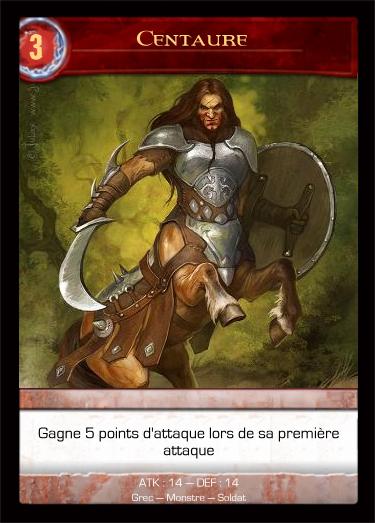 3
Centaure
Gagne 5 points d'attaque lors de sa première
attaque
ATK : 14 — DEF : 14
Grec — Monstre — Soldat